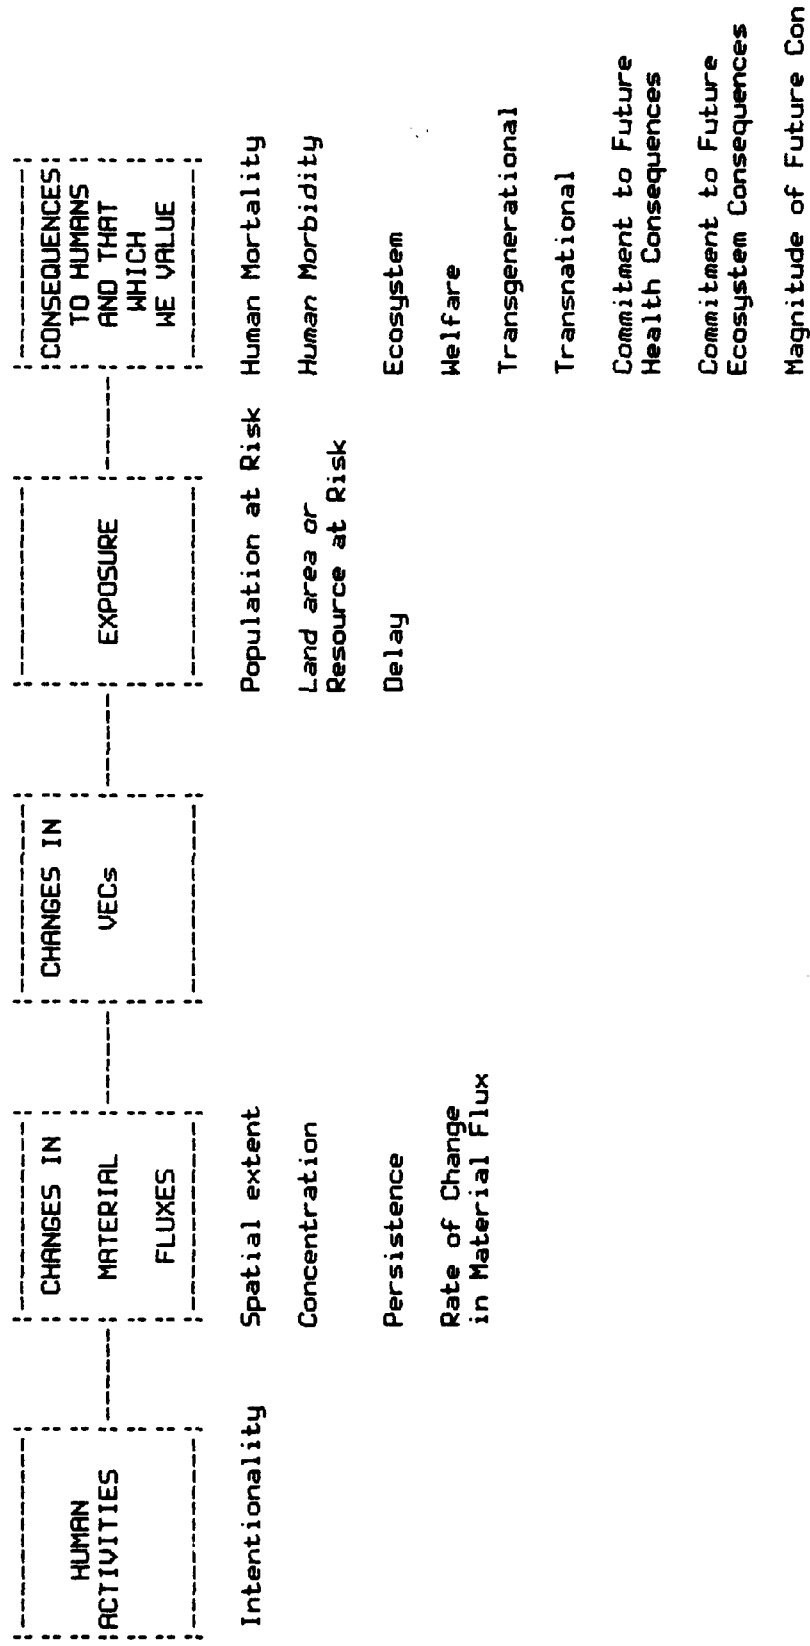 HUMAN
ACTIVITIES
Intentionality
CHANGES IN
MATERIAL
FLUXES
Spatial extent
Concentration
Persistence
Rate of Change
in Material Flux
CHANGES IN
VECs
EXPOSURE
Population at Risk
Land area or
Resource at Risk
Delay
CONSEQUENCES
TO HUMANS
AND THAT
WHICH
WE VALUE
Human Mortality
Human Morbidity
Ecosystem
Welfare
Transgenerational
Transnational
Commitment to Future
Health Consequences
Commitment to Future
Ecosystem Consequences
Magnitude of Future Con